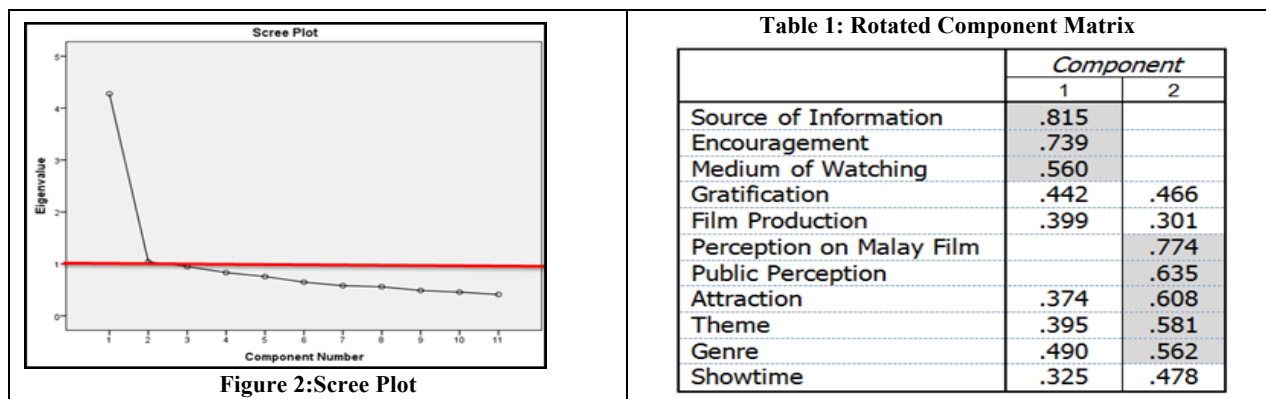 Scree Plot
5
4
3
2
1
0
Eigenvalue
1 2 3 4 5 6 7 8 9 10 11
Component Number
Figure 2:Scree Plot
Table 1: Rotated Component Matrix
Component
1 2
Source of Information .815
Encouragement .739
Medium of Watching .560
Gratification .442 .466
Film Production .399 .301
Perception on Malay Film .774
Public Perception .635
Attraction .374 .608
Theme .395 .581
Genre .490 .562
Showtime .325 .478